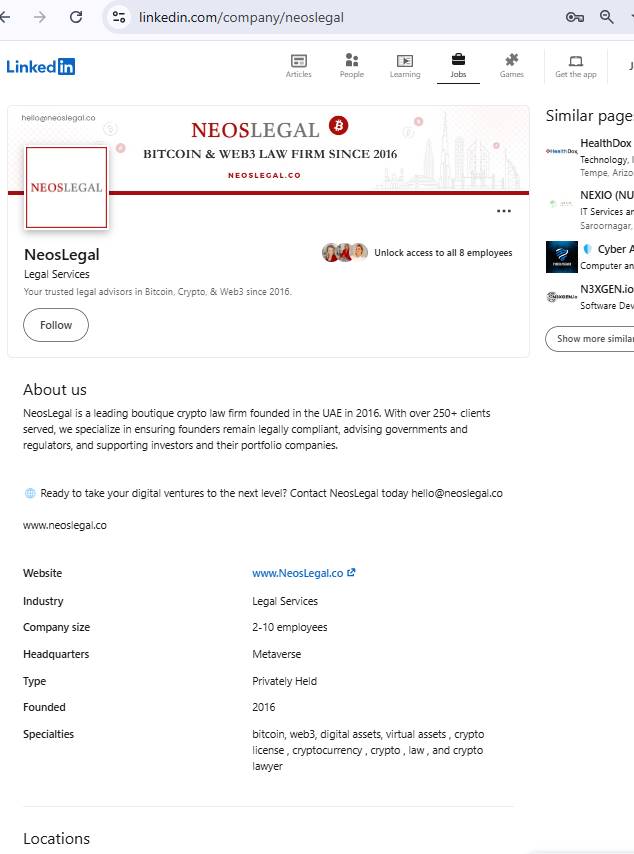 linkedin.com/company/neoslegal
LinkedIn
Articles
People
Learning
Jobs
Games
Get the app
J
hello@neoslegal.co
NEOSLEGAL
BITCOIN & WEB3 LAW FIRM SINCE 2016
NEOSLEGAL.CO
NEOSLEGAL
NeosLegal
Legal Services
Your trusted legal advisors in Bitcoin, Crypto, & Web3 since 2016.
Unlock access to all 8 employees
Follow
About us
NeosLegal is a leading boutique crypto law firm founded in the UAE in 2016. With over 250+ clients
served, we specialize in ensuring founders remain legally compliant, advising governments and
regulators, and supporting investors and their portfolio companies.
🌐 Ready to take your digital ventures to the next level? Contact NeosLegal today hello@neoslegal.co
www.neoslegal.co
Website www.NeosLegal.co
Industry Legal Services
Company size 2-10 employees
Headquarters Metaverse
Type Privately Held
Founded 2016
Specialties bitcoin, web3, digital assets, virtual assets , crypto
license , cryptocurrency , crypto , law , and crypto
lawyer
Locations
Similar page
HealthDox
HealthDox
Technology, I
Tempe, Arizo
NEXIO (NU
IT Services an
Saroornagar,
Cyber A
Computer an
N3XGEN.io
N3XGEN.io
Software Dev
Show more similar